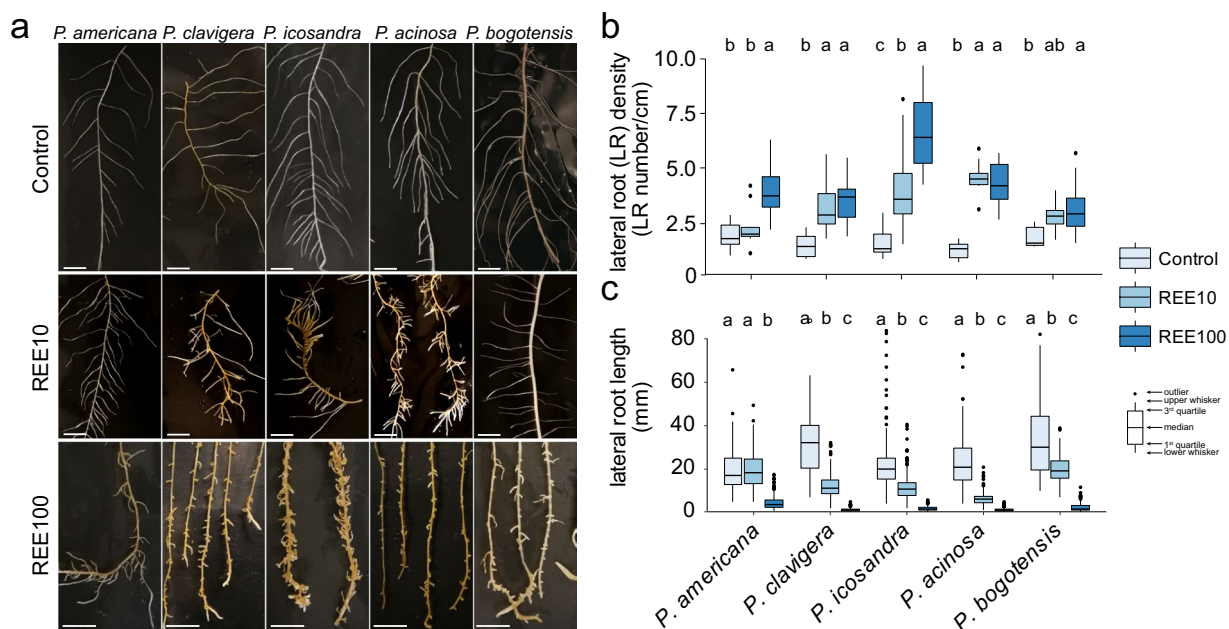 a
P. americana P. clavigera P. icosandra P. acinosa P. bogotensis
Control
REE10
REE100
b
b b a b a a c b a b a a b ab a
10.0
7.5
5.0
2.5
0
lateral root (LR) density
(LR number/cm)
c
a a b a b c a b c a b c a b c
80
60
40
20
0
lateral root length
(mm)
P. americana
P. clavigera
P. icosandra
P. acinosa
P. bogotensis
Control
REE10
REE100
outlier
upper whisker
3rd quartile
median
1st quartile
lower whisker